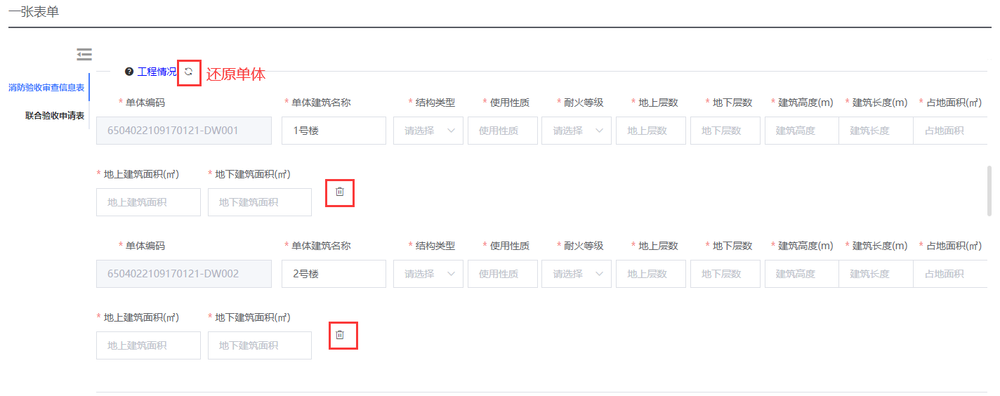 一张表单
工程情况 还原单体
消防验收审查信息表
联合验收申请表
* 单体编码 * 单体建筑名称 * 结构类型 * 使用性质 * 耐火等级 * 地上层数 * 地下层数 * 建筑高度(m) * 建筑长度(m) * 占地面积(㎡)
6504022109170121-DW001 1号楼 请选择 使用性质 请选择 地上层数 地下层数 建筑高度 建筑长度 占地面积
* 地上建筑面积(㎡) * 地下建筑面积(㎡)
地上建筑面积 地下建筑面积
* 单体编码 * 单体建筑名称 * 结构类型 * 使用性质 * 耐火等级 * 地上层数 * 地下层数 * 建筑高度(m) * 建筑长度(m) * 占地面积(㎡)
6504022109170121-DW002 2号楼 请选择 使用性质 请选择 地上层数 地下层数 建筑高度 建筑长度 占地面积
* 地上建筑面积(㎡) * 地下建筑面积(㎡)
地上建筑面积 地下建筑面积